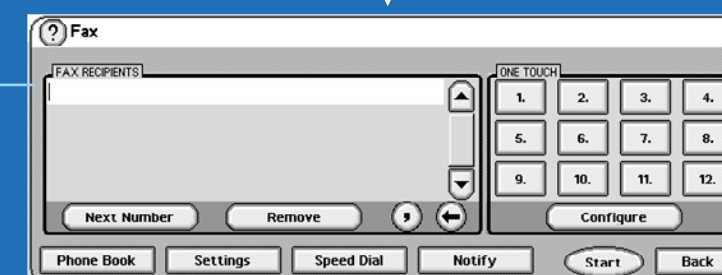 ? Fax
FAX RECIPIENTS
ONE TOUCH
1. 2. 3. 4.
5. 6. 7. 8.
9. 10. 11. 12.
Next Number Remove , Configure
Phone Book Settings Speed Dial Notify Start Back